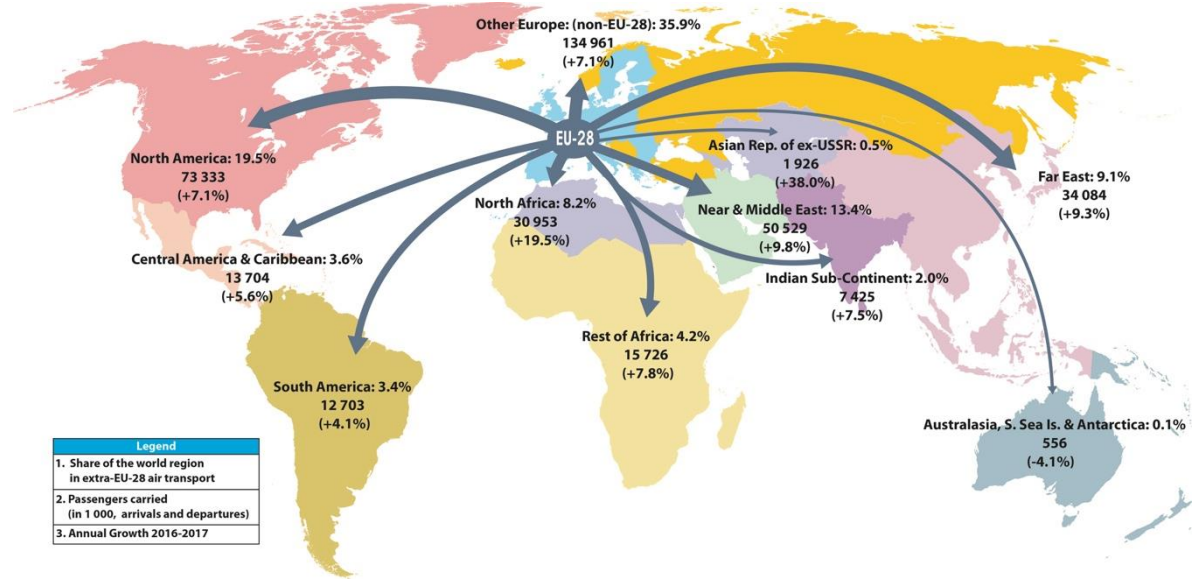 Other Europe: (non-EU-28): 35.9%
134 961
(+7.1%)
EU-28
North America: 19.5%
73 333
(+7.1%)
Asian Rep. of ex-USSR: 0.5%
1 926
(+38.0%)
Far East: 9.1%
34 084
(+9.3%)
North Africa: 8.2%
30 953
(+19.5%)
Near & Middle East: 13.4%
50 529
(+9.8%)
Central America & Caribbean: 3.6%
13 704
(+5.6%)
Indian Sub-Continent: 2.0%
7 425
(+7.5%)
Rest of Africa: 4.2%
15 726
(+7.8%)
South America: 3.4%
12 703
(+4.1%)
Australasia, S. Sea Is. & Antarctica: 0.1%
556
(-4.1%)
Legend
1. Share of the world region
in extra-EU-28 air transport
2. Passengers carried
(in 1 000, arrivals and departures)
3. Annual Growth 2016-2017